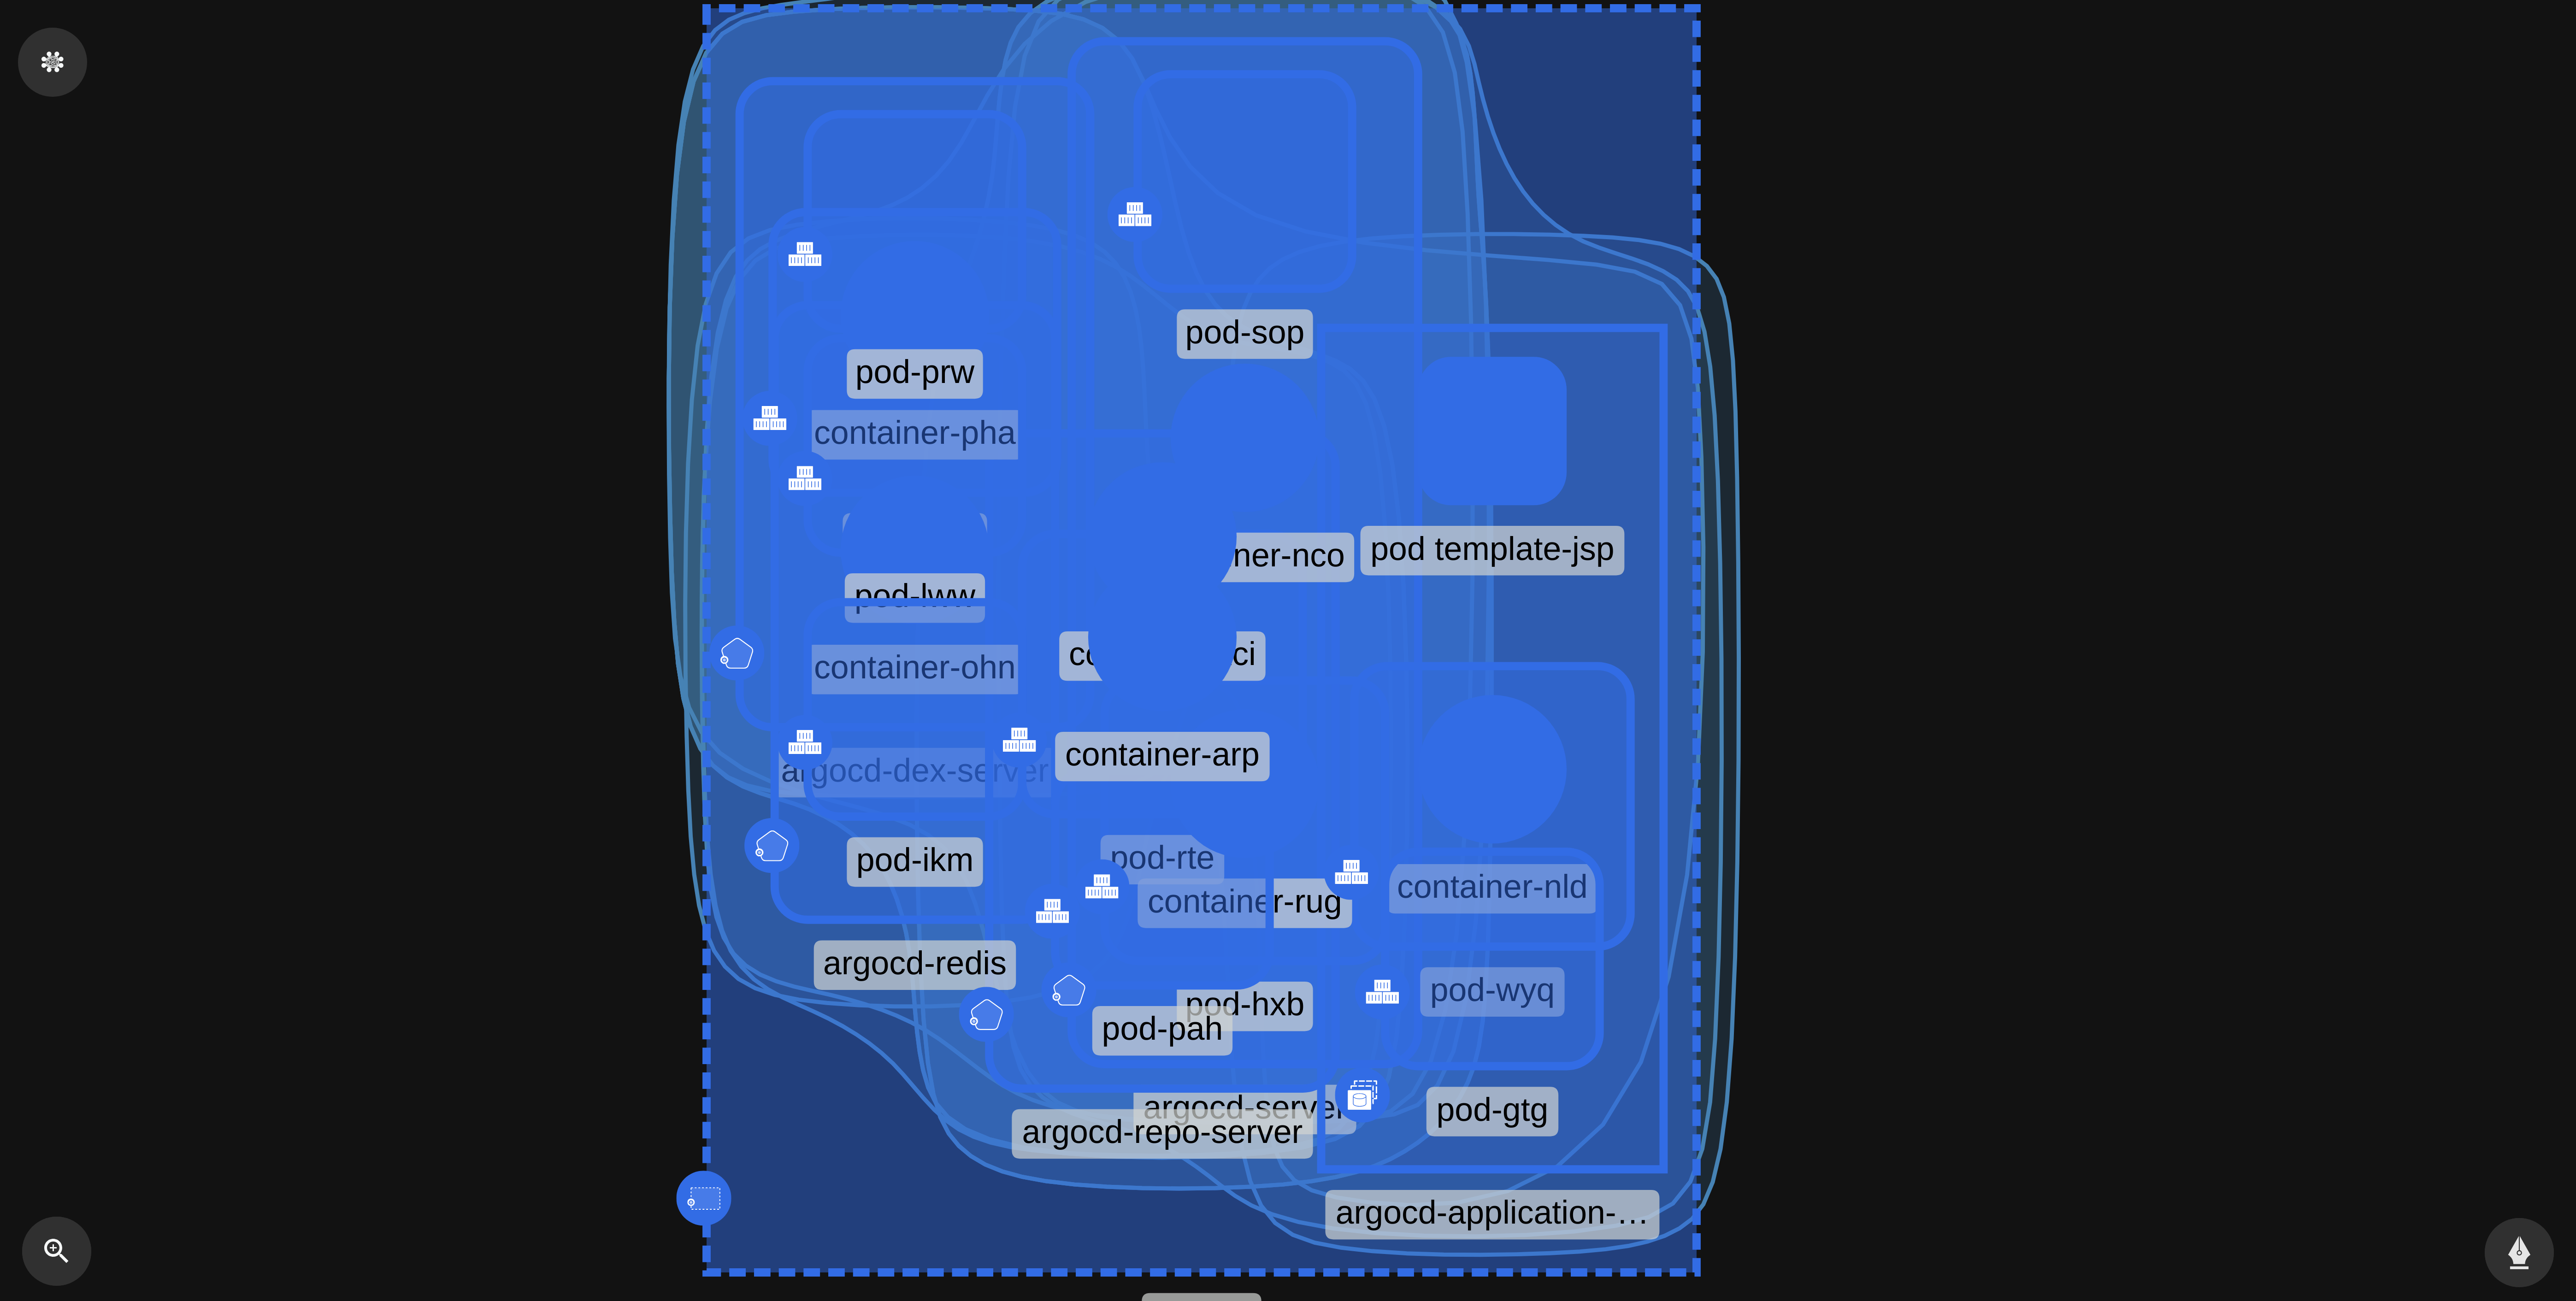 pod-sop
pod-prw
container-pha
ner-nco
pod template-jsp
pod-lww
container-ohn
ci
container-arp
argocd-dex-server
pod-ikm
pod-rte
container-rug
container-nld
argocd-redis
pod-wyq
pod-hxb
pod-pah
argocd-server
pod-gtg
argocd-repo-server
argocd-application-…